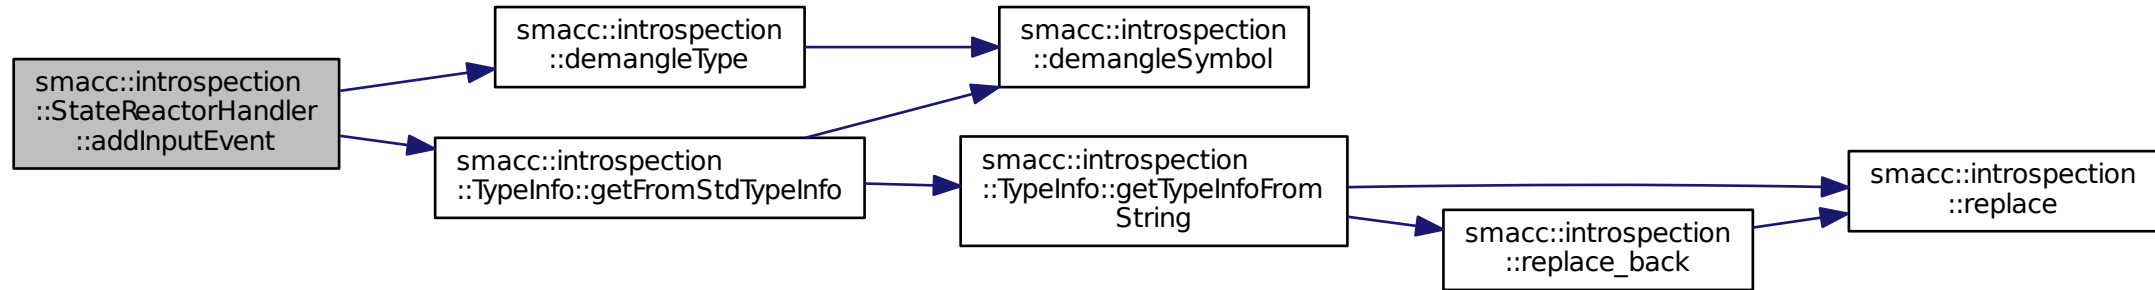 smacc::introspection
::StateReactorHandler
::addInputEvent
smacc::introspection
::demangleType
smacc::introspection
::demangleSymbol
smacc::introspection
::TypeInfo::getFromStdTypeInfo
smacc::introspection
::TypeInfo::getTypeInfoFrom
String
smacc::introspection
::replace_back
smacc::introspection
::replace